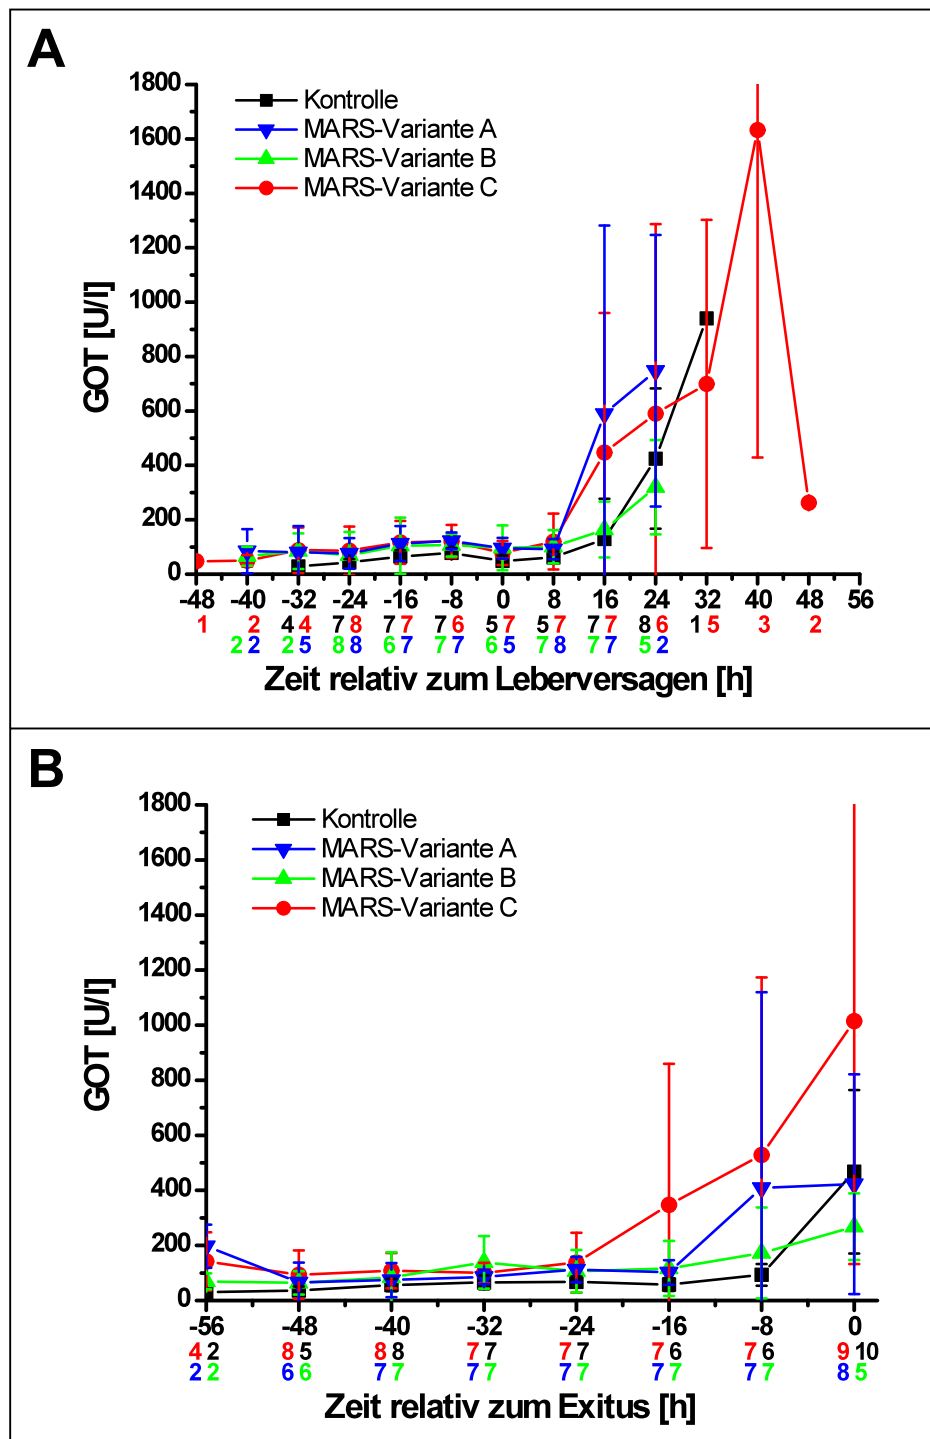 A
1800
Kontrolle
MARS-Variante A
1600
MARS-Variante B
MARS-Variante C
1400
1200
1000
800
600
400
200
0
GOT [U/l]
-48 -40 -32 -24 -16 -8 0 8 16 24 32 40 48 56
1 2 4 4 7 8 7 7 7 6 5 7 5 7 7 7 8 6 1 5 3 2
2 2 2 5 8 8 6 7 7 7 6 5 7 8 7 7 5 2
Zeit relativ zum Leberversagen [h]
B
1800
Kontrolle
MARS-Variante A
1600
MARS-Variante B
MARS-Variante C
1400
1200
1000
800
600
400
200
0
GOT [U/l]
-56 -48 -40 -32 -24 -16 -8 0
4 2 8 5 8 8 7 7 7 7 7 6 7 6 9 10
2 2 6 6 7 7 7 7 7 7 7 7 7 7 8 5
Zeit relativ zum Exitus [h]